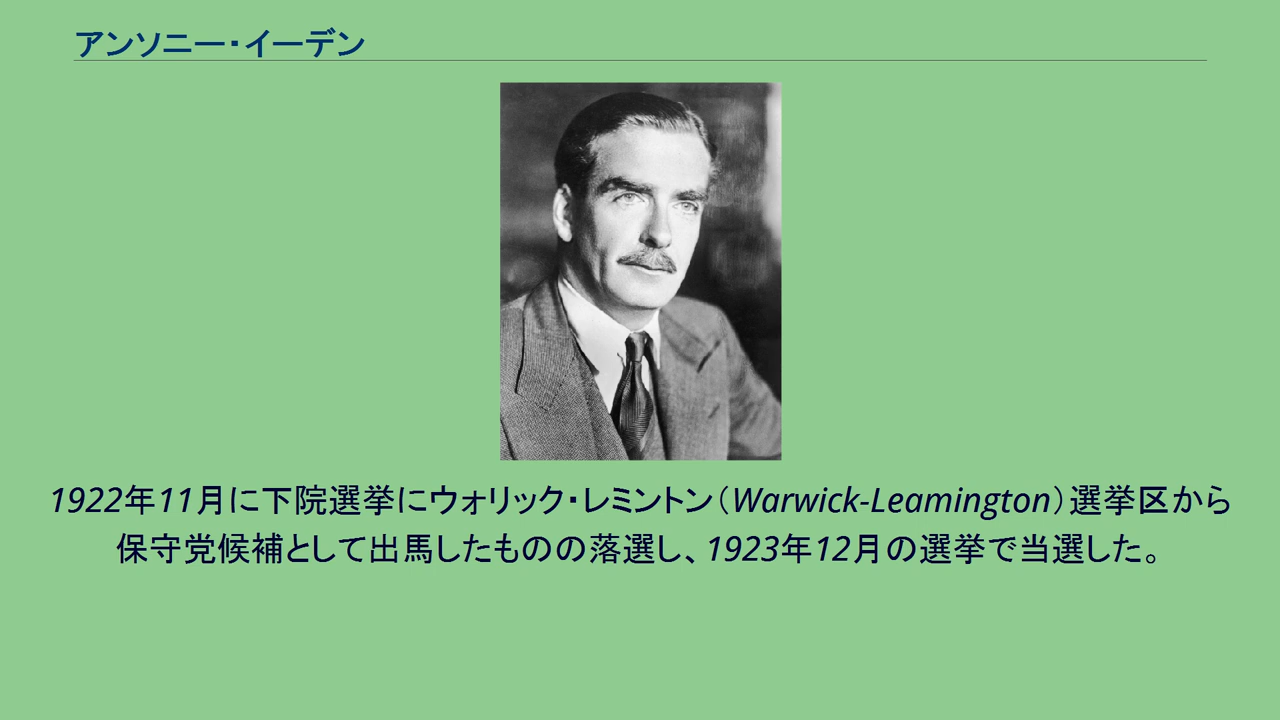 アンソニー・イーデン
1922年11月に下院選挙にウォリック・レミントン（Warwick-Leamington）選挙区から
保守党候補として出馬したものの落選し、1923年12月の選挙で当選した。